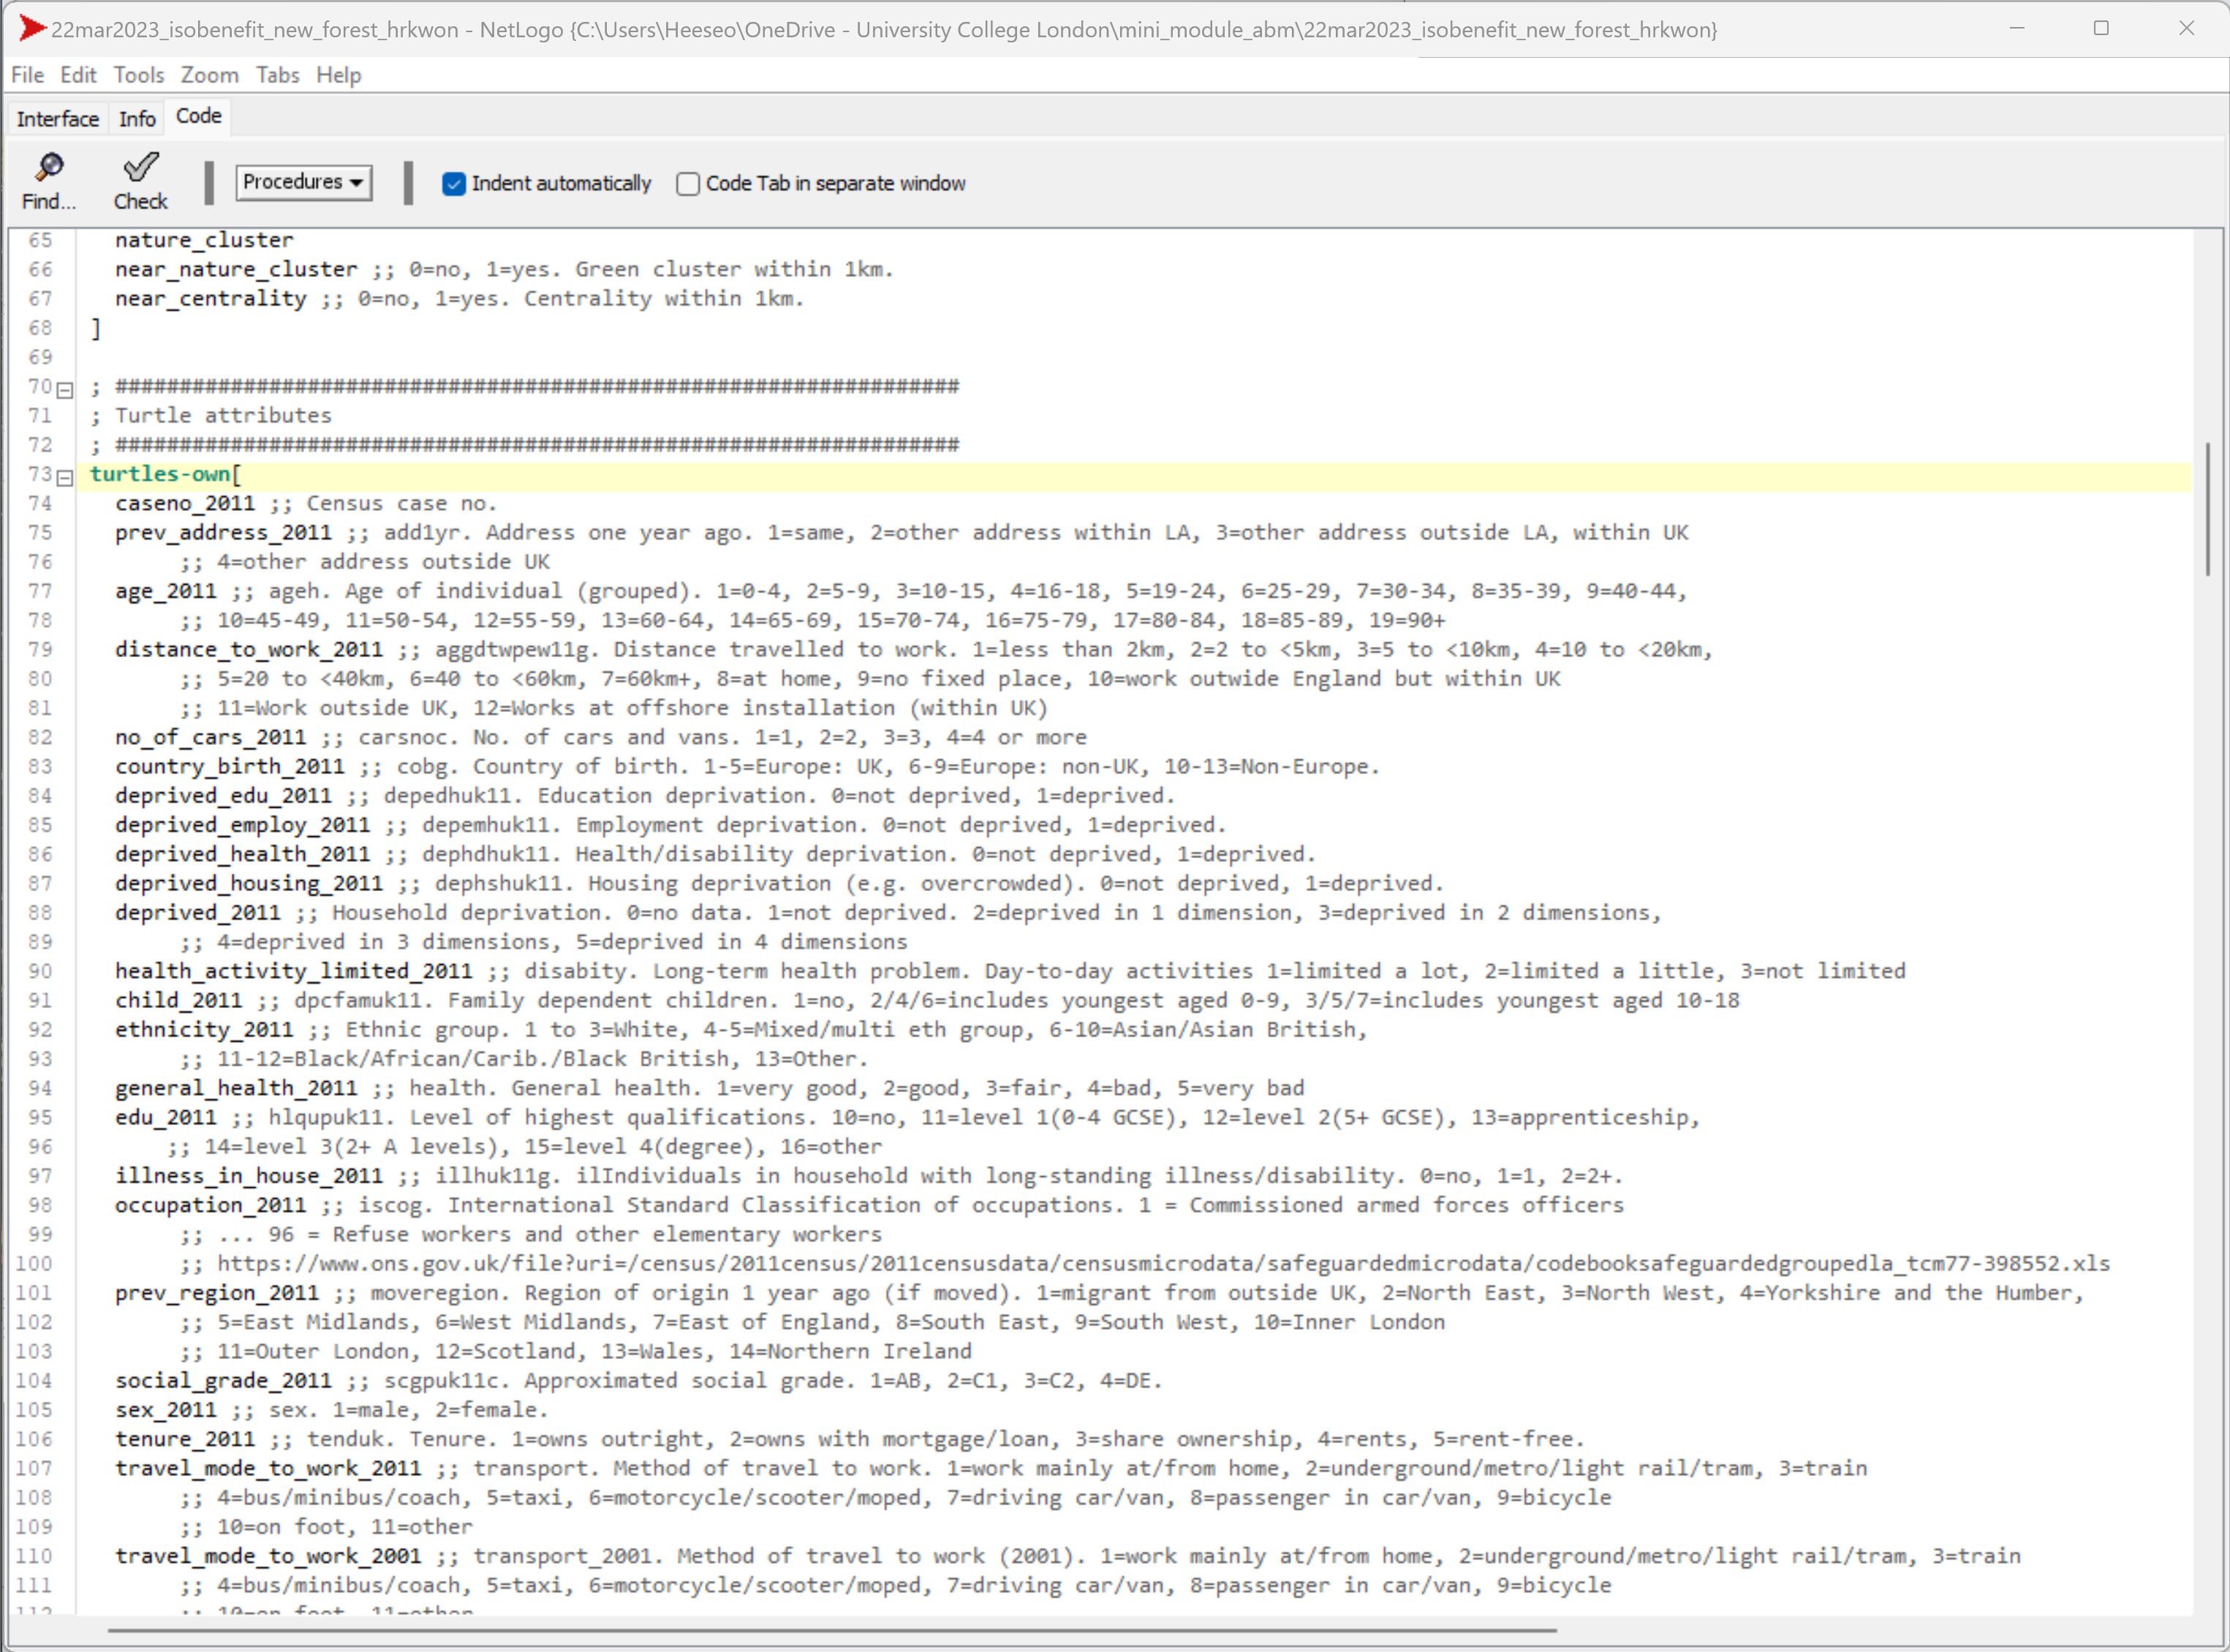 22mar2023_isobenefit_new_forest_hrkwon - NetLogo {C:\Users\Heeseo\OneDrive - University College London\mini_module_abm\22mar2023_isobenefit_new_forest_hrkwon}
File Edit Tools Zoom Tabs Help
Interface Info Code
Find... Check Procedures Indent automatically Code Tab in separate window
65 nature_cluster
66 near_nature_cluster ;; 0=no, 1=yes. Green cluster within 1km.
67 near_centrality ;; 0=no, 1=yes. Centrality within 1km.
68 ]
69
70 ; ##################################################################
71 ; Turtle attributes
72 ; ##################################################################
73 turtles-own[
74 caseno_2011 ;; Census case no.
75 prev_address_2011 ;; add1yr. Address one year ago. 1=same, 2=other address within LA, 3=other address outside LA, within UK
76 ;; 4=other address outside UK
77 age_2011 ;; ageh. Age of individual (grouped). 1=0-4, 2=5-9, 3=10-15, 4=16-18, 5=19-24, 6=25-29, 7=30-34, 8=35-39, 9=40-44,
78 ;; 10=45-49, 11=50-54, 12=55-59, 13=60-64, 14=65-69, 15=70-74, 16=75-79, 17=80-84, 18=85-89, 19=90+
79 distance_to_work_2011 ;; aggdtwpew11g. Distance travelled to work. 1=less than 2km, 2=2 to <5km, 3=5 to <10km, 4=10 to <20km,
80 ;; 5=20 to <40km, 6=40 to <60km, 7=60km+, 8=at home, 9=no fixed place, 10=work outwide England but within UK
81 ;; 11=Work outside UK, 12=Works at offshore installation (within UK)
82 no_of_cars_2011 ;; carsnoc. No. of cars and vans. 1=1, 2=2, 3=3, 4=4 or more
83 country_birth_2011 ;; cobg. Country of birth. 1-5=Europe: UK, 6-9=Europe: non-UK, 10-13=Non-Europe.
84 deprived_edu_2011 ;; depedhuk11. Education deprivation. 0=not deprived, 1=deprived.
85 deprived_employ_2011 ;; depemhuk11. Employment deprivation. 0=not deprived, 1=deprived.
86 deprived_health_2011 ;; dephdhuk11. Health/disability deprivation. 0=not deprived, 1=deprived.
87 deprived_housing_2011 ;; dephshuk11. Housing deprivation (e.g. overcrowded). 0=not deprived, 1=deprived.
88 deprived_2011 ;; Household deprivation. 0=no data. 1=not deprived. 2=deprived in 1 dimension, 3=deprived in 2 dimensions,
89 ;; 4=deprived in 3 dimensions, 5=deprived in 4 dimensions
90 health_activity_limited_2011 ;; disabity. Long-term health problem. Day-to-day activities 1=limited a lot, 2=limited a little, 3=not limited
91 child_2011 ;; dpcfamuk11. Family dependent children. 1=no, 2/4/6=includes youngest aged 0-9, 3/5/7=includes youngest aged 10-18
92 ethnicity_2011 ;; Ethnic group. 1 to 3=White, 4-5=Mixed/multi eth group, 6-10=Asian/Asian British,
93 ;; 11-12=Black/African/Carib./Black British, 13=Other.
94 general_health_2011 ;; health. General health. 1=very good, 2=good, 3=fair, 4=bad, 5=very bad
95 edu_2011 ;; hlqupuk11. Level of highest qualifications. 10=no, 11=level 1(0-4 GCSE), 12=level 2(5+ GCSE), 13=apprenticeship,
96 ;; 14=level 3(2+ A levels), 15=level 4(degree), 16=other
97 illness_in_house_2011 ;; illhuk11g. ilIndividuals in household with long-standing illness/disability. 0=no, 1=1, 2=2+.
98 occupation_2011 ;; iscog. International Standard Classification of occupations. 1 = Commissioned armed forces officers
99 ;; ... 96 = Refuse workers and other elementary workers
100 ;; https://www.ons.gov.uk/file?uri=/census/2011census/2011censusdata/censusmicrodata/safeguardedmicrodata/codebooksafeguardedgroupedla_tcm77-398552.xls
101 prev_region_2011 ;; moveregion. Region of origin 1 year ago (if moved). 1=migrant from outside UK, 2=North East, 3=North West, 4=Yorkshire and the Humber,
102 ;; 5=East Midlands, 6=West Midlands, 7=East of England, 8=South East, 9=South West, 10=Inner London
103 ;; 11=Outer London, 12=Scotland, 13=Wales, 14=Northern Ireland
104 social_grade_2011 ;; scgpuk11c. Approximated social grade. 1=AB, 2=C1, 3=C2, 4=DE.
105 sex_2011 ;; sex. 1=male, 2=female.
106 tenure_2011 ;; tenduk. Tenure. 1=owns outright, 2=owns with mortgage/loan, 3=share ownership, 4=rents, 5=rent-free.
107 travel_mode_to_work_2011 ;; transport. Method of travel to work. 1=work mainly at/from home, 2=underground/metro/light rail/tram, 3=train
108 ;; 4=bus/minibus/coach, 5=taxi, 6=motorcycle/scooter/moped, 7=driving car/van, 8=passenger in car/van, 9=bicycle
109 ;; 10=on foot, 11=other
110 travel_mode_to_work_2001 ;; transport_2001. Method of travel to work (2001). 1=work mainly at/from home, 2=underground/metro/light rail/tram, 3=train
111 ;; 4=bus/minibus/coach, 5=taxi, 6=motorcycle/scooter/moped, 7=driving car/van, 8=passenger in car/van, 9=bicycle
112 ;; 10=on foot, 11=other